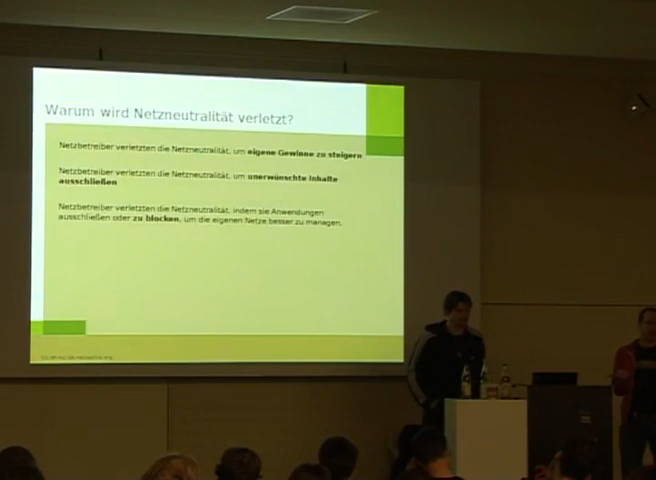 Warum wird Netzneutralität verletzt?
Netzbetreiber verletzten die Netzneutralität, um eigene Gewinne zu steigern
Netzbetreiber verletzten die Netzneutralität, um unerwünschte Inhalte
ausschließen
Netzbetreiber verletzten die Netzneutralität, indem sie Anwendungen
ausschließen oder zu blocken, um die eigenen Netze besser zu managen.